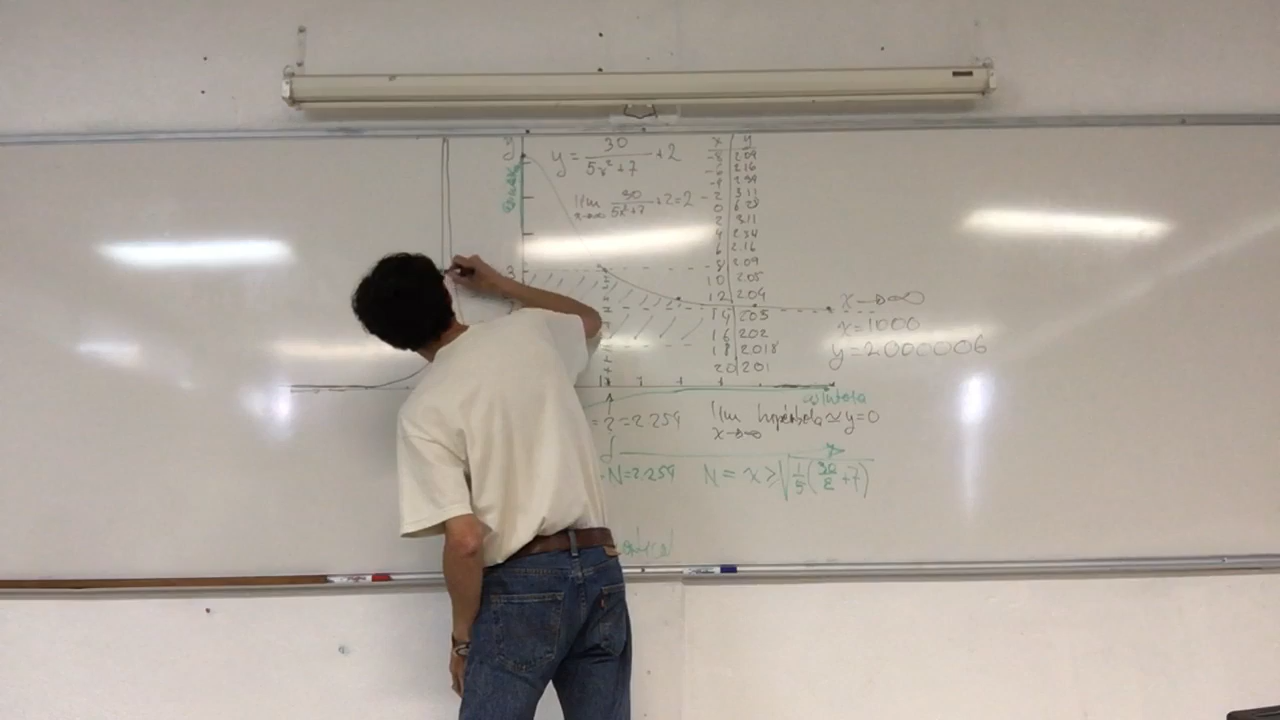 y
y = 30/(5x²+7) + 2
lim x→∞ 30/(5x²+7) + 2 = 2
x | y
-8 | 2.09
-6 | 2.16
-4 | 2.34
-2 | 3.11
0 | 6.28
2 | 3.11
4 | 2.34
6 | 2.16
8 | 2.09
10 | 2.05
12 | 2.04
14 | 2.03
16 | 2.02
18 | 2.018
20 | 2.01
3
x→∞
x=1000
y=2.000006
= 2.259
lim x→∞ hipérbola ≃ y=0
N=2.259
N = x ≥ √(1/5(30/ε+7))